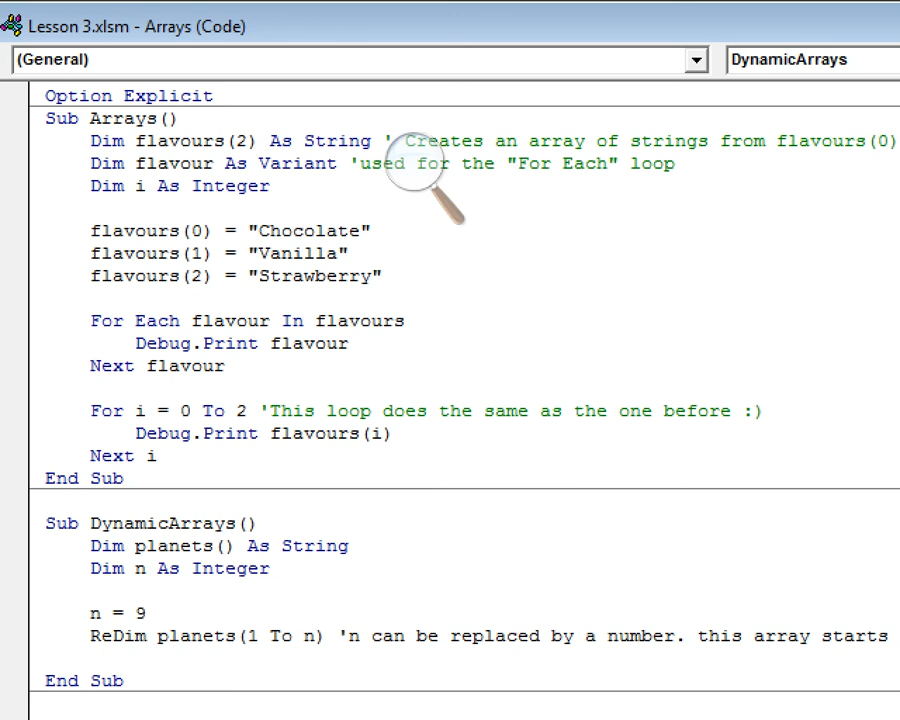 Lesson 3.xlsm - Arrays (Code)
(General) DynamicArrays
Option Explicit
Sub Arrays()
Dim flavours(2) As String ' Creates an array of strings from flavours(0)
Dim flavour As Variant 'used for the "For Each" loop
Dim i As Integer
flavours(0) = "Chocolate"
flavours(1) = "Vanilla"
flavours(2) = "Strawberry"
For Each flavour In flavours
Debug.Print flavour
Next flavour
For i = 0 To 2 'This loop does the same as the one before :)
Debug.Print flavours(i)
Next i
End Sub
Sub DynamicArrays()
Dim planets() As String
Dim n As Integer
n = 9
ReDim planets(1 To n) 'n can be replaced by a number. this array starts
End Sub